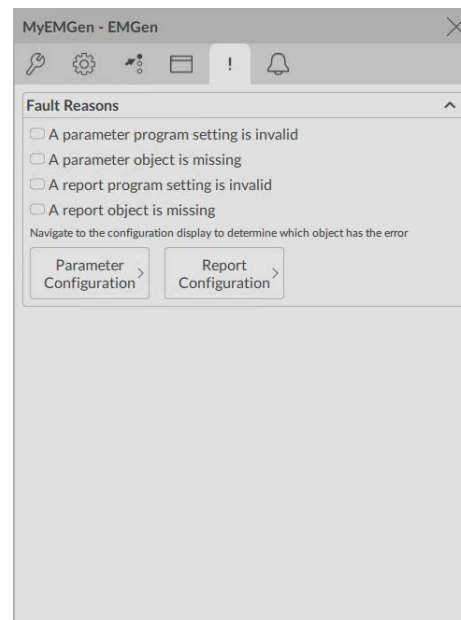 MyEMGen - EMGen
!
Fault Reasons
A parameter program setting is invalid
A parameter object is missing
A report program setting is invalid
A report object is missing
Navigate to the configuration display to determine which object has the error
Parameter
Configuration
Report
Configuration